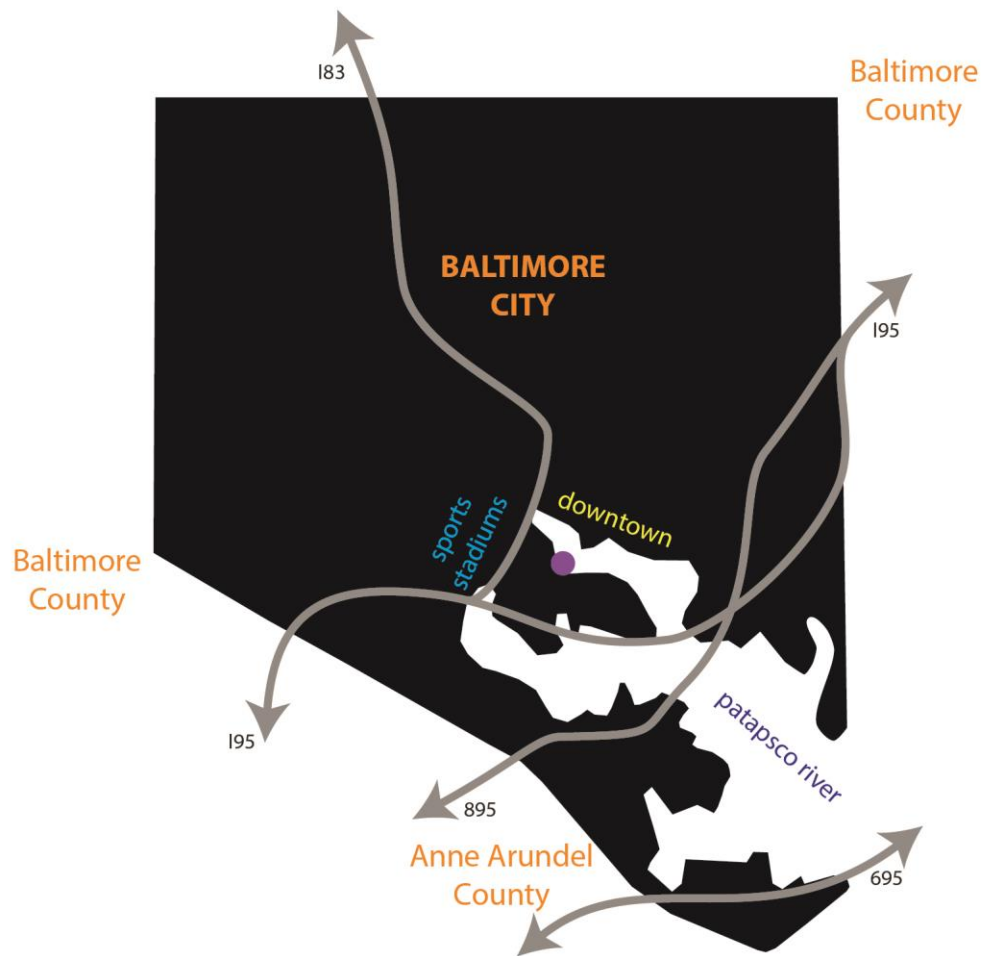 I83
Baltimore
County
BALTIMORE
CITY
I95
downtown
sports
stadiums
Baltimore
County
patapsco river
I95
895
Anne Arundel
County
695